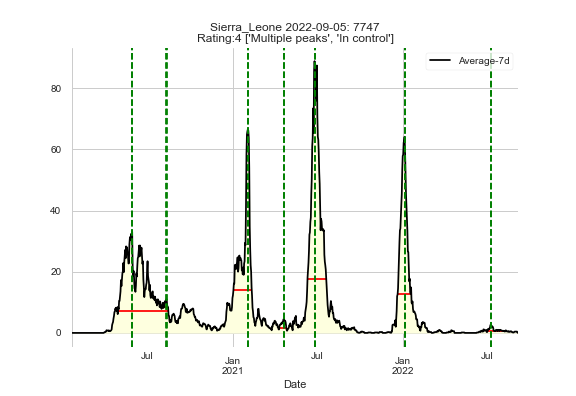 Sierra_Leone 2022-09-05: 7747
Rating:4 ['Multiple peaks', 'In control']
Average-7d
80
60
40
20
0
Jul
Jan
2021
Jul
Jan
2022
Jul
Date